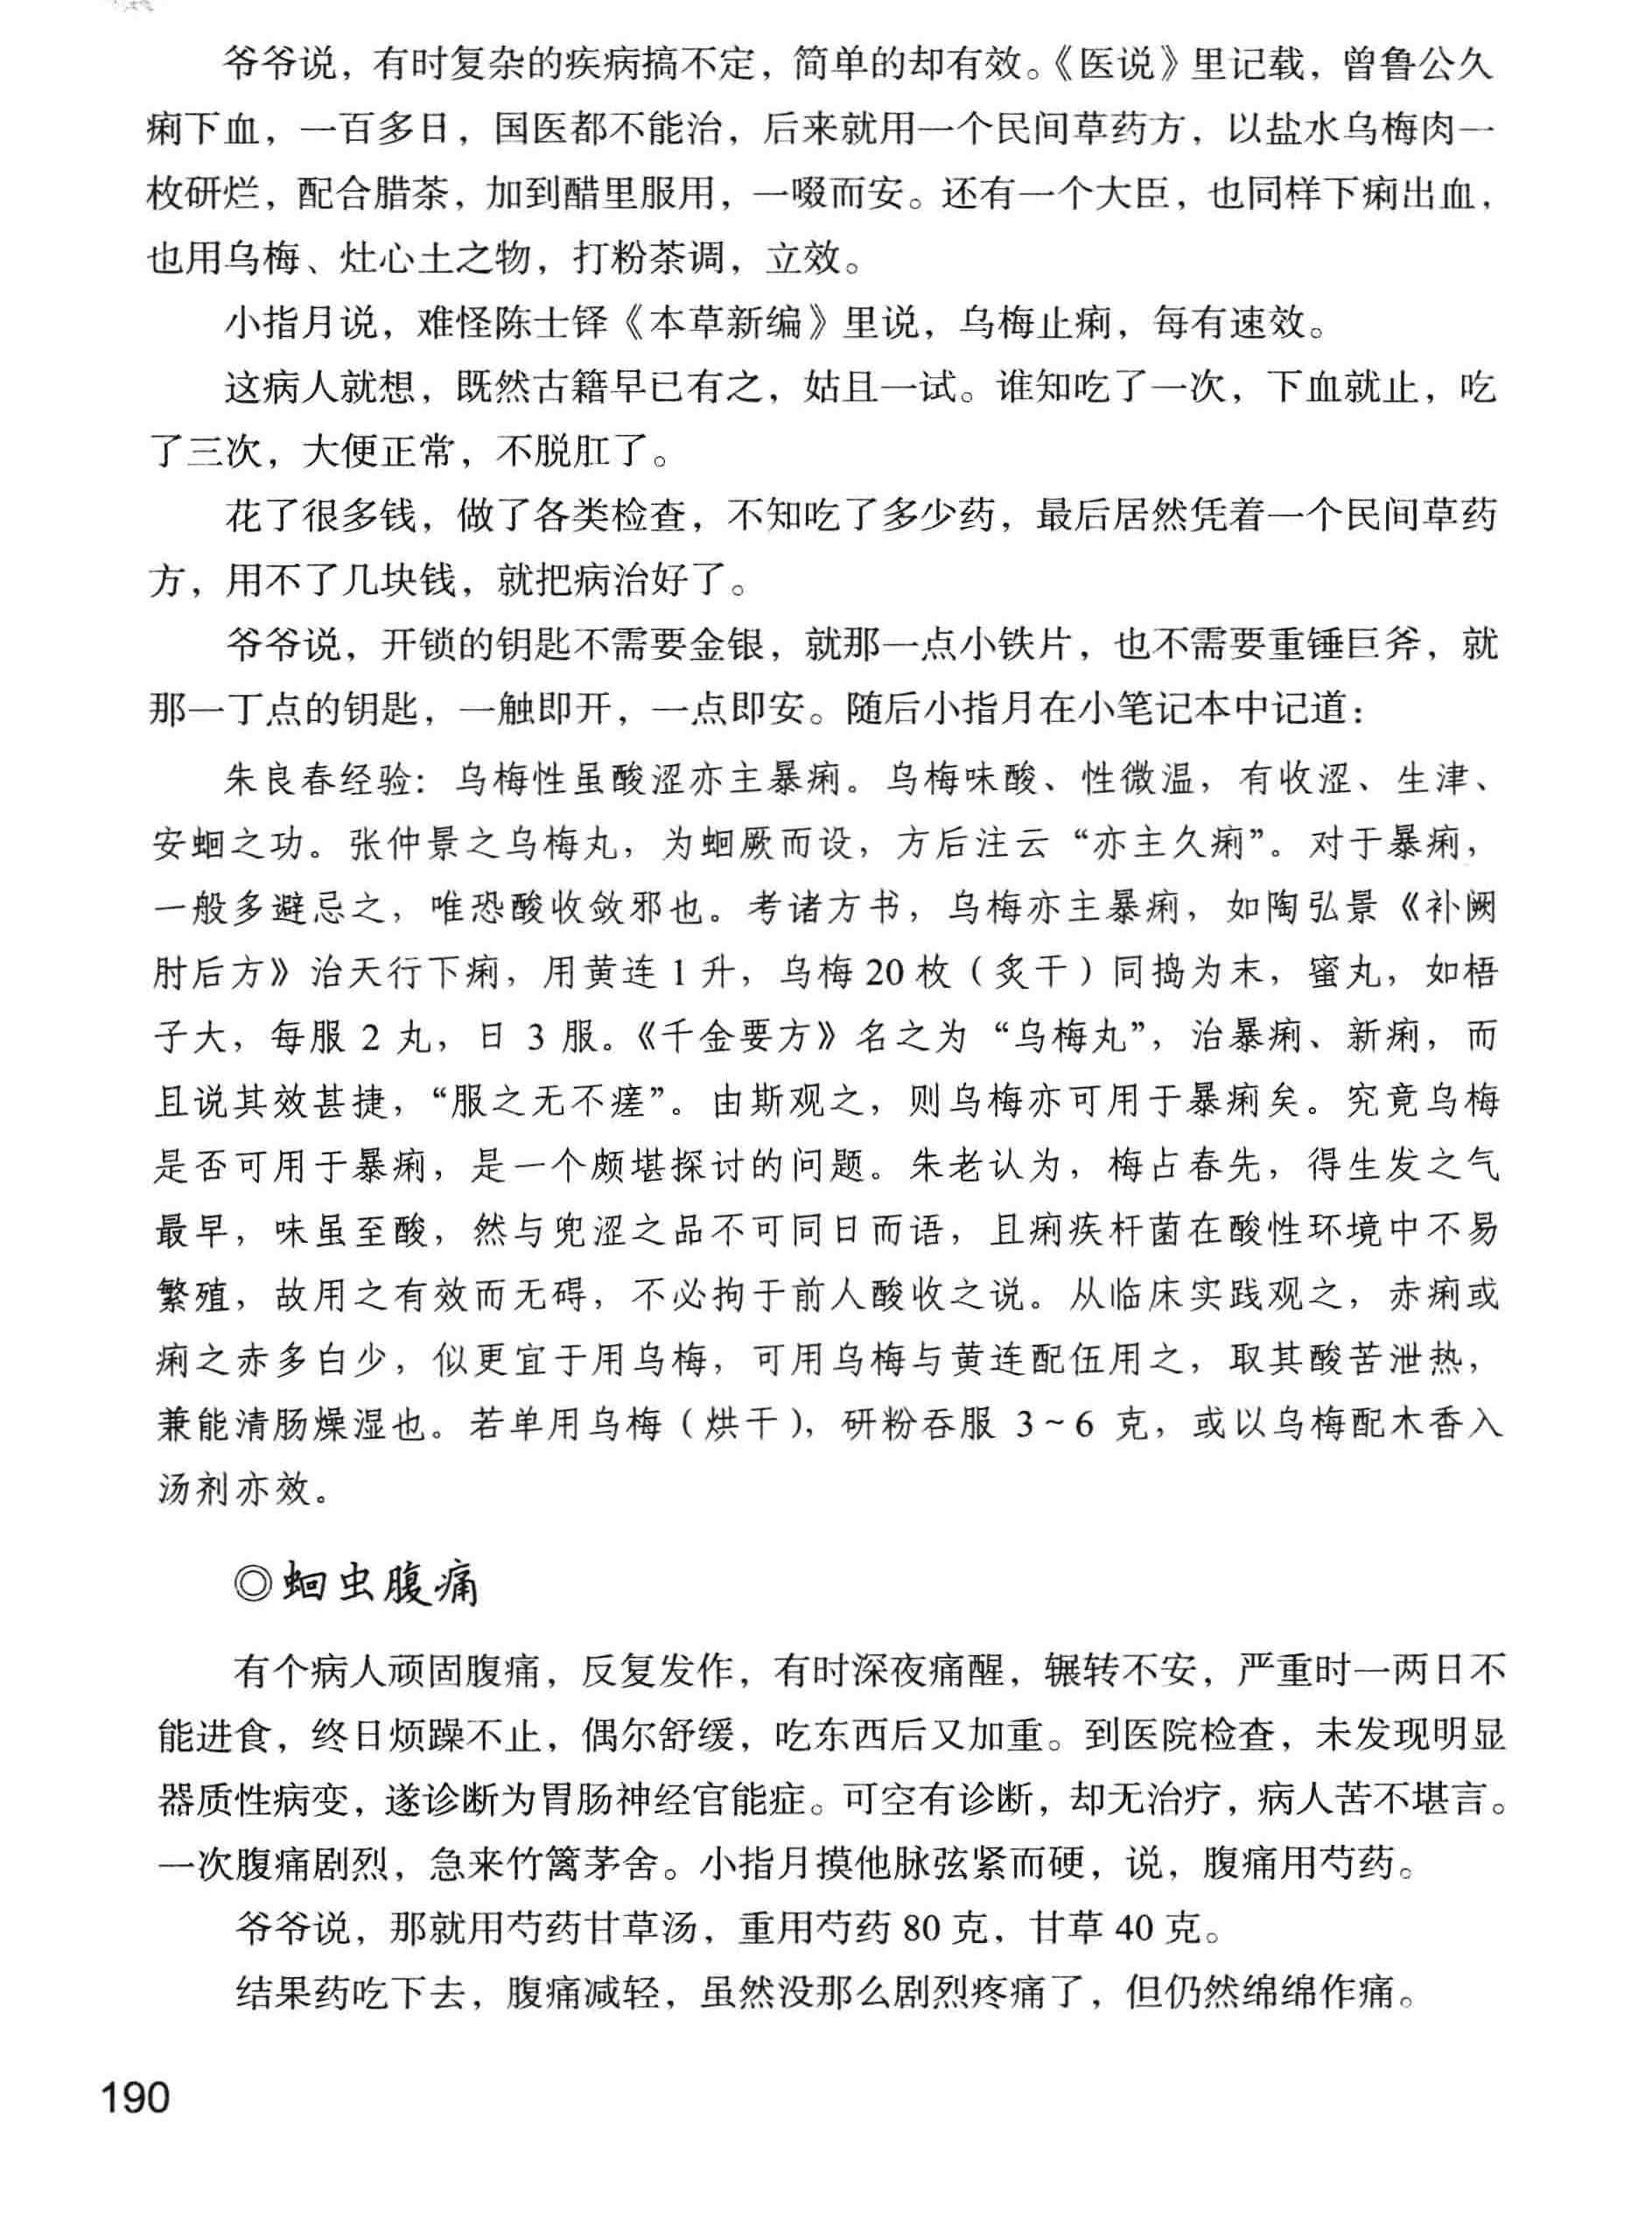 爷爷说，有时复杂的疾病搞不定，简单的却有效。《医说》里记载，曾鲁公久
痢下血，一百多日，国医都不能治，后来就用一个民间草药方，以盐水乌梅肉一
枚研烂，配合腊茶，加到醋里服用，一啜而安。还有一个大臣，也同样下痢出血，
也用乌梅、灶心土之物，打粉茶调，立效。
小指月说，难怪陈士铎《本草新编》里说，乌梅止痢，每有速效。
这病人就想，既然古籍早已有之，姑且一试。谁知吃了一次，下血就止，吃
了三次，大便正常，不脱肛了。
花了很多钱，做了各类检查，不知吃了多少药，最后居然凭着一个民间草药
方，用不了几块钱，就把病治好了。
爷爷说，开锁的钥匙不需要金银，就那一点小铁片，也不需要重锤巨斧，就
那一丁点的钥匙，一触即开，一点即安。随后小指月在小笔记本中记道：
朱良春经验：乌梅性虽酸涩亦主暴痢。乌梅味酸、性微温，有收涩、生津、
安蛔之功。张仲景之乌梅丸，为蛔厥而设，方后注云“亦主久痢”。对于暴痢，
一般多避忌之，唯恐酸收敛邪也。考诸方书，乌梅亦主暴痢，如陶弘景《补阙
肘后方》治天行下痢，用黄连 1 升，乌梅 20 枚（炙干）同捣为末，蜜丸，如梧
子大，每服 2 丸，日 3 服。《千金要方》名之为“乌梅丸”，治暴痢、新痢，而
且说其效甚捷，“服之无不瘥”。由斯观之，则乌梅亦可用于暴痢矣。究竟乌梅
是否可用于暴痢，是一个颇堪探讨的问题。朱老认为，梅占春先，得生发之气
最早，味虽至酸，然与兜涩之品不可同日而语，且痢疾杆菌在酸性环境中不易
繁殖，故用之有效而无碍，不必拘于前人酸收之说。从临床实践观之，赤痢或
痢之赤多白少，似更宜于用乌梅，可用乌梅与黄连配伍用之，取其酸苦泄热，
兼能清肠燥湿也。若单用乌梅（烘干），研粉吞服 3～6 克，或以乌梅配木香入
汤剂亦效。
◎蛔虫腹痛
有个病人顽固腹痛，反复发作，有时深夜痛醒，辗转不安，严重时一两日不
能进食，终日烦躁不止，偶尔舒缓，吃东西后又加重。到医院检查，未发现明显
器质性病变，遂诊断为胃肠神经官能症。可空有诊断，却无治疗，病人苦不堪言。
一次腹痛剧烈，急来竹篱茅舍。小指月摸他脉弦紧而硬，说，腹痛用芍药。
爷爷说，那就用芍药甘草汤，重用芍药 80 克，甘草 40 克。
结果药吃下去，腹痛减轻，虽然没那么剧烈疼痛了，但仍然绵绵作痛。
190